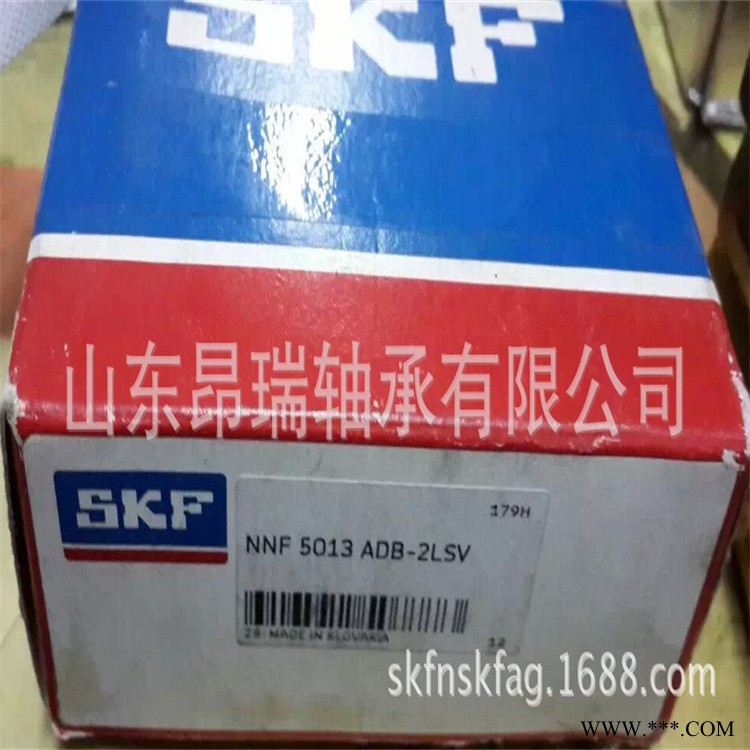 SKF
山东昂瑞轴承有限公司
SKF
179H
NNF 5013 ADB-2LSV
28 MADE IN SLOVAKIA
12
skfnskfag.1688.com
WWW.***.COM